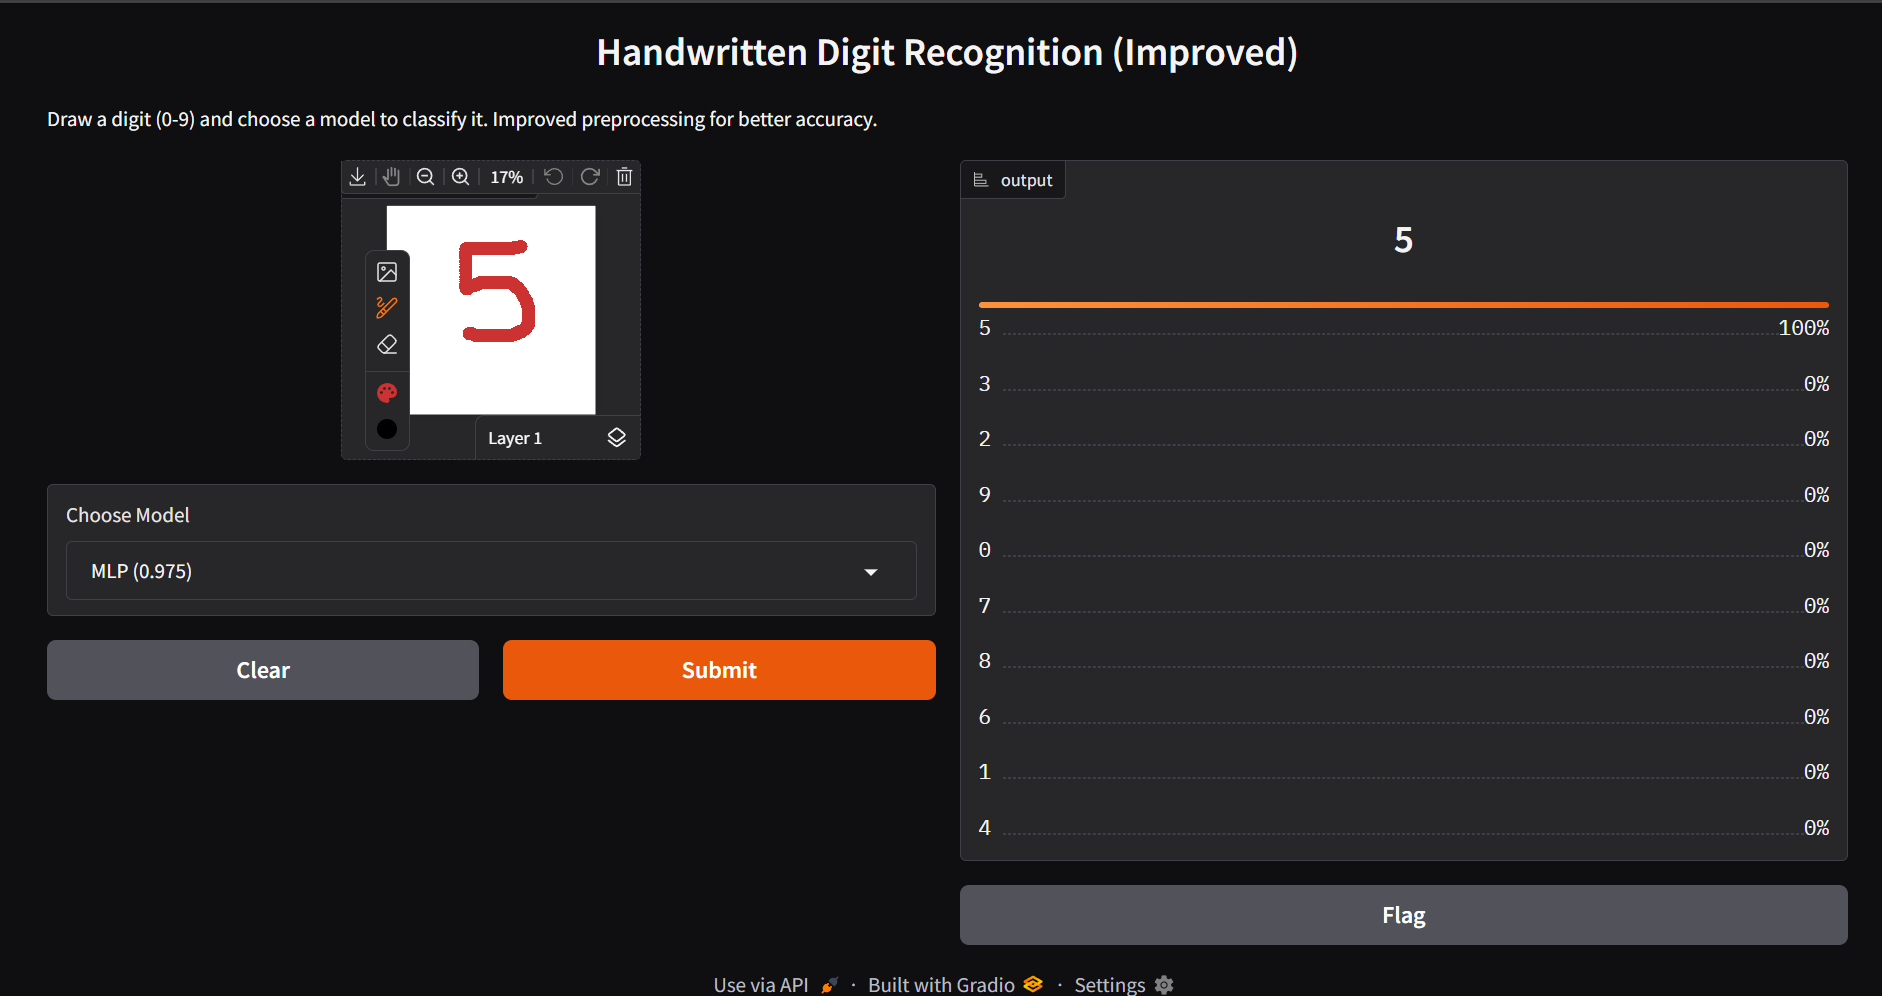 Handwritten Digit Recognition (Improved)
Draw a digit (0-9) and choose a model to classify it. Improved preprocessing for better accuracy.
17%
5
Layer 1
Choose Model
MLP (0.975)
Clear
Submit
output
5
5 100%
3 0%
2 0%
9 0%
0 0%
7 0%
8 0%
6 0%
1 0%
4 0%
Flag
Use via API · Built with Gradio · Settings